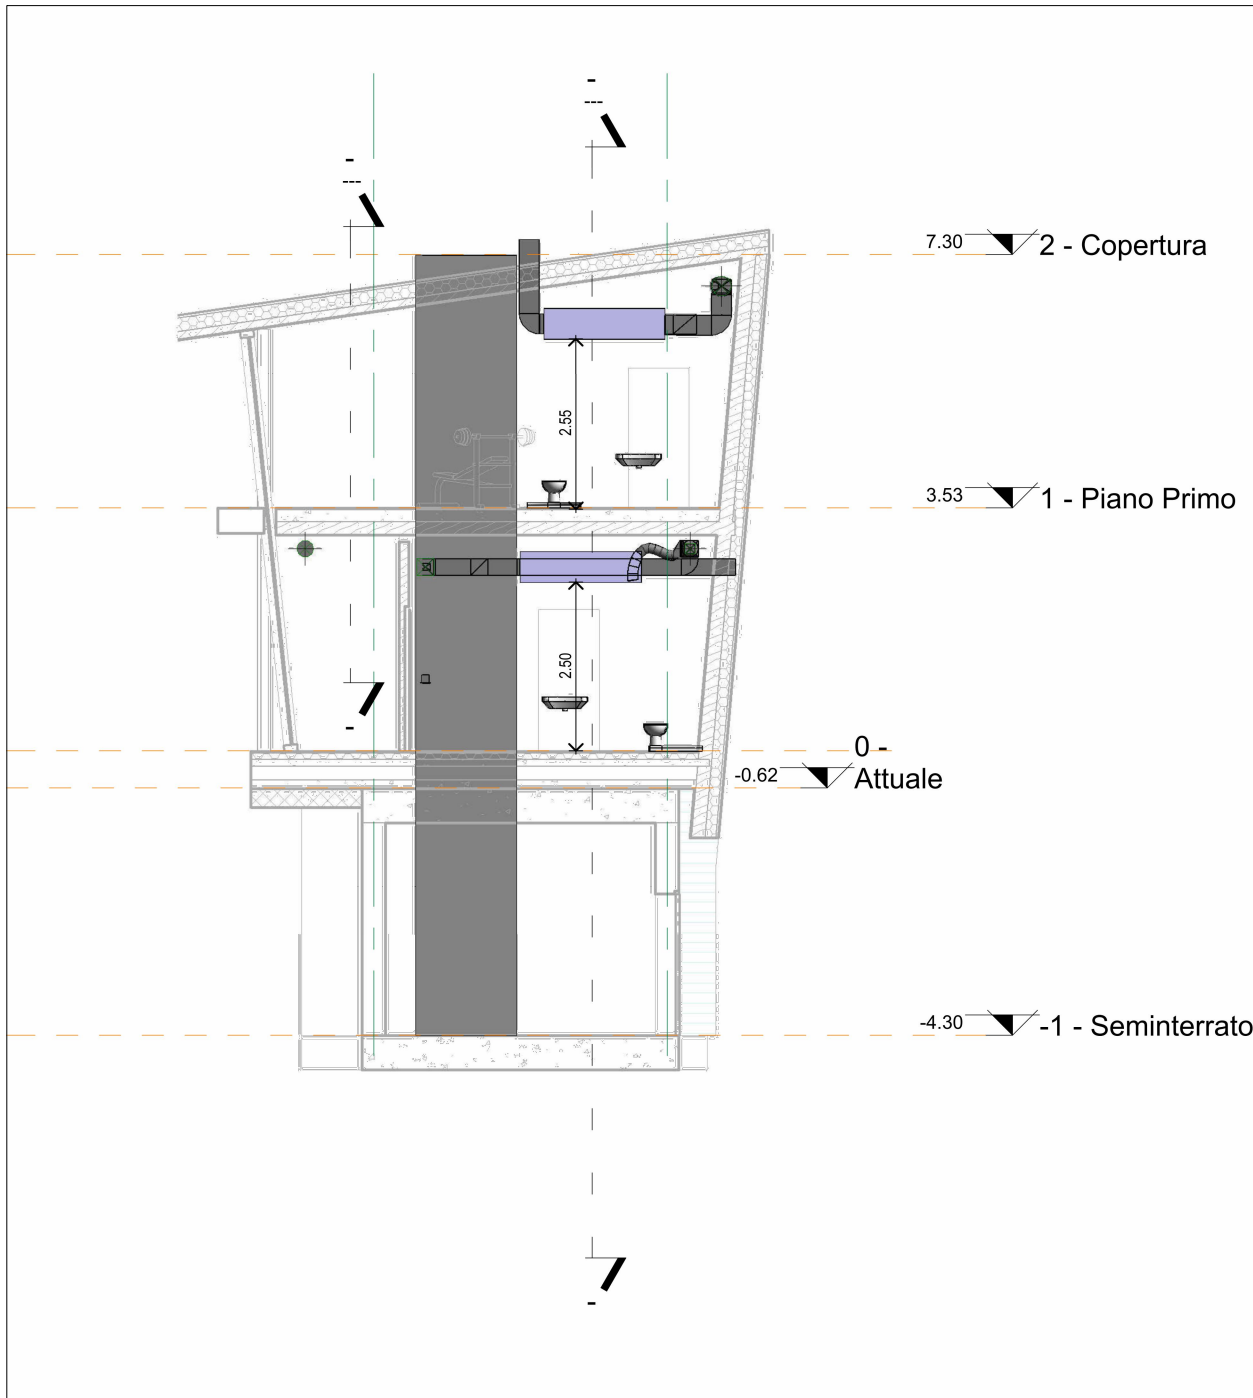 -
---
-
---
7.30 2 - Copertura
2.55
3.53 1 - Piano Primo
2.50
-
0 -
-0.62 Attuale
-4.30 -1 - Seminterrato
-